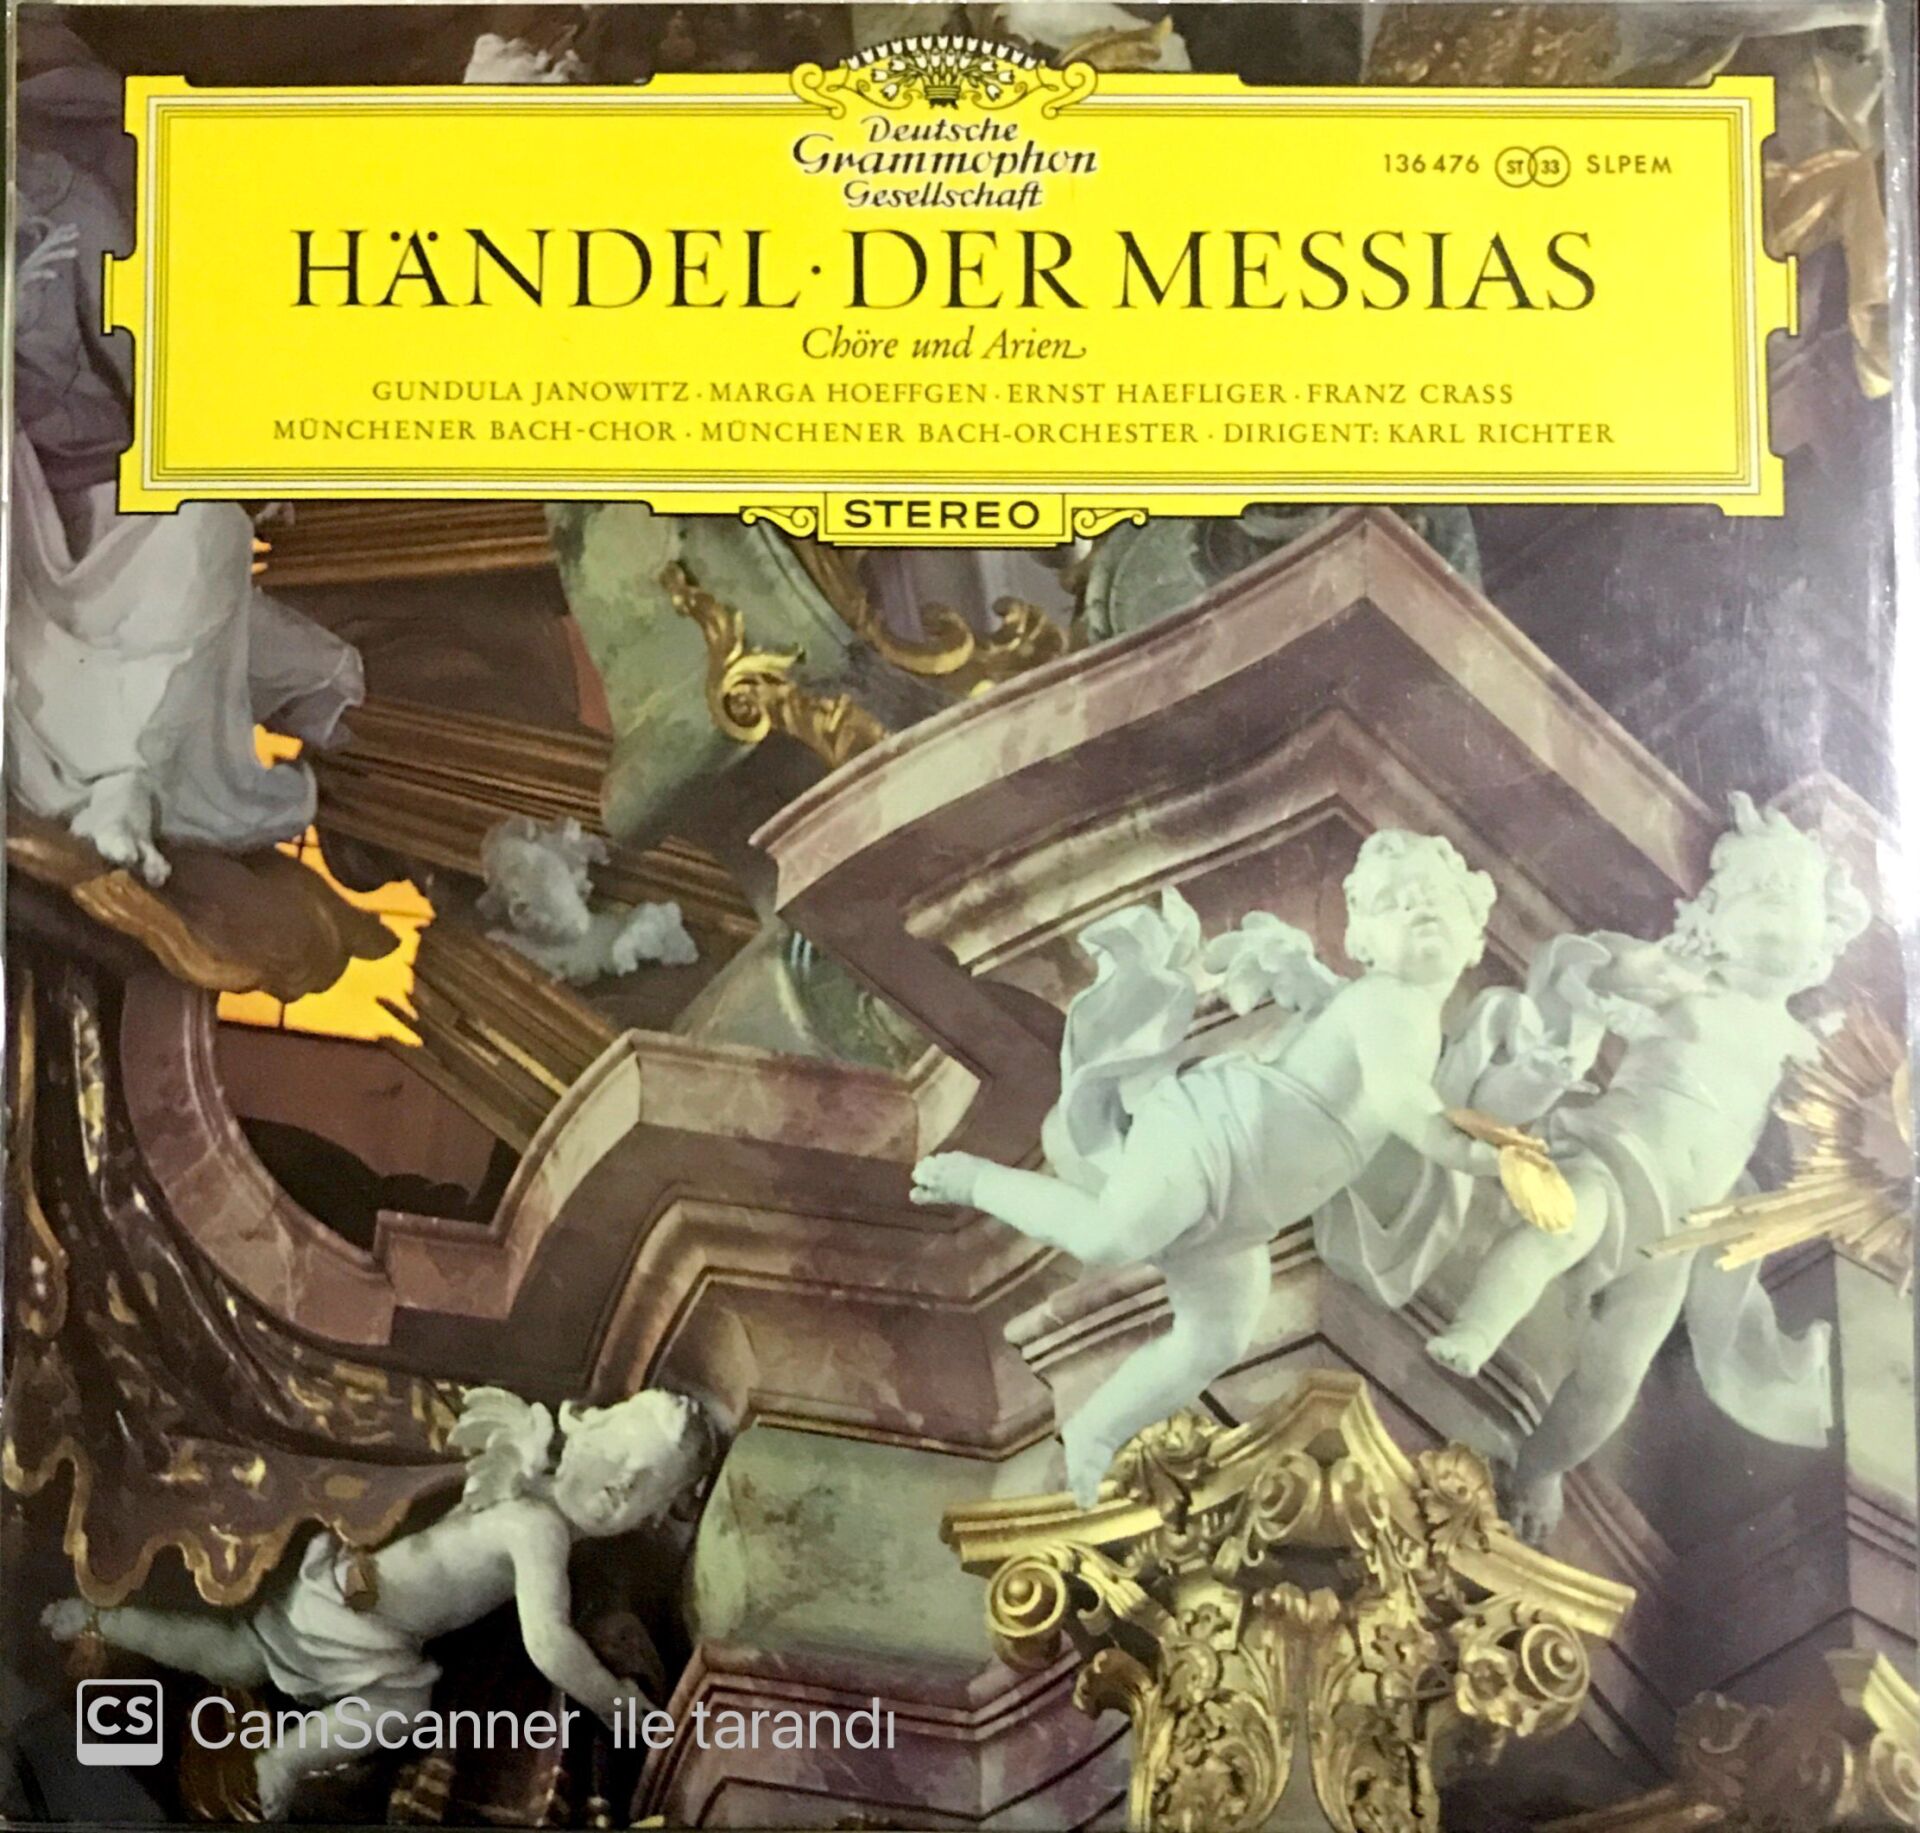 Deutsche
Grammophon
Gesellschaft
136 476 ST 33 SLPEM
HÄNDEL · DER MESSIAS
Chöre und Arien
GUNDULA JANOWITZ · MARGA HOEFFGEN · ERNST HAEFLIGER · FRANZ CRASS
MÜNCHENER BACH-CHOR · MÜNCHENER BACH-ORCHESTER · DIRIGENT: KARL RICHTER
STEREO
CS CamScanner ile tarandı